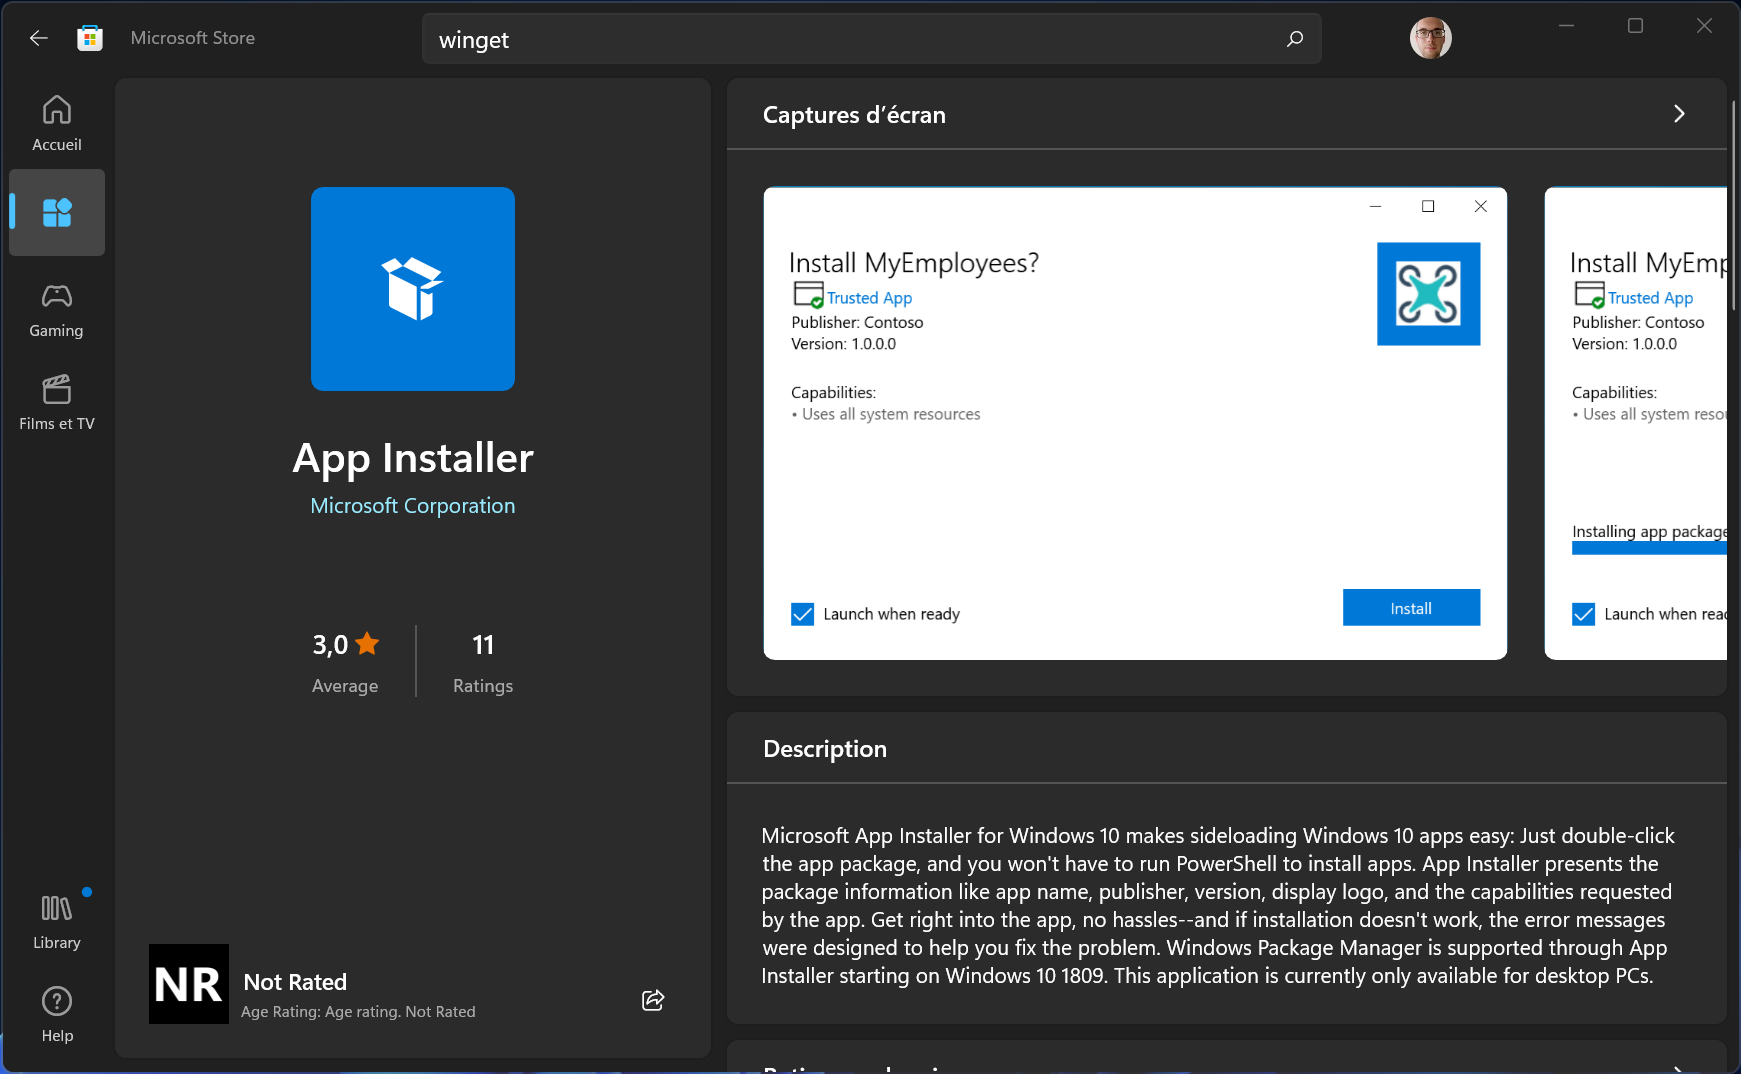 Microsoft Store
winget
Accueil
Gaming
Films et TV
Library
Help
App Installer
Microsoft Corporation
3,0
Average
11
Ratings
NR
Not Rated
Age Rating: Age rating. Not Rated
Captures d’écran
Install MyEmployees?
Trusted App
Publisher: Contoso
Version: 1.0.0.0
Capabilities:
• Uses all system resources
Launch when ready
Install
Install MyEmp
Trusted App
Publisher: Contoso
Version: 1.0.0.0
Capabilities:
• Uses all system resou
Installing app package
Launch when read
Description
Microsoft App Installer for Windows 10 makes sideloading Windows 10 apps easy: Just double-click
the app package, and you won't have to run PowerShell to install apps. App Installer presents the
package information like app name, publisher, version, display logo, and the capabilities requested
by the app. Get right into the app, no hassles--and if installation doesn't work, the error messages
were designed to help you fix the problem. Windows Package Manager is supported through App
Installer starting on Windows 10 1809. This application is currently only available for desktop PCs.